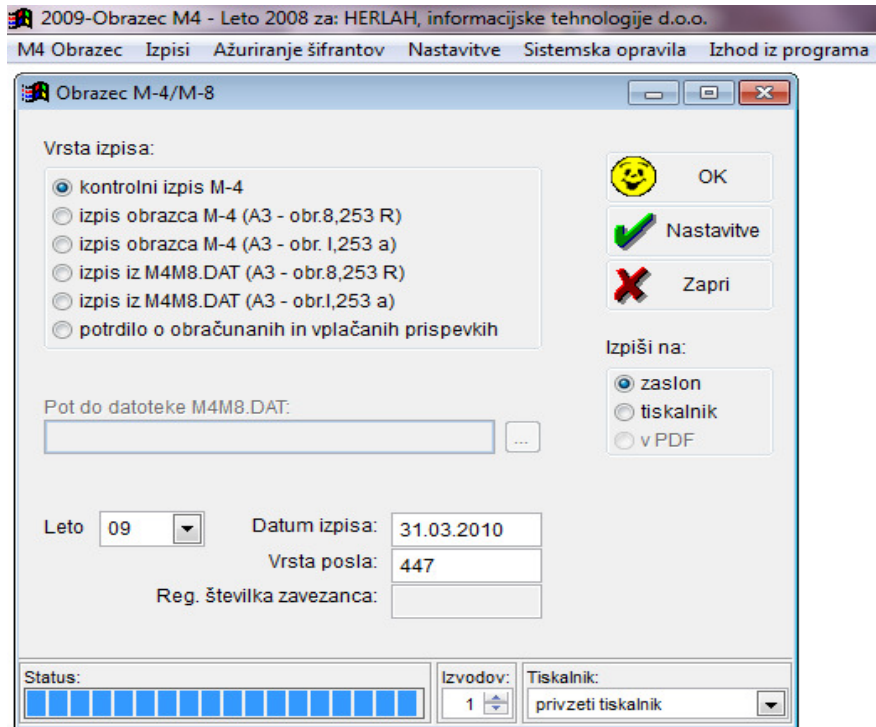 2009-Obrazec M4 - Leto 2008 za: HERLAH, informacijske tehnologije d.o.o.
M4 Obrazec Izpisi Ažuriranje šifrantov Nastavitve Sistemska opravila Izhod iz programa
Obrazec M-4/M-8
Vrsta izpisa:
kontrolni izpis M-4
izpis obrazca M-4 (A3 - obr.8,253 R)
izpis obrazca M-4 (A3 - obr. I,253 a)
izpis iz M4M8.DAT (A3 - obr.8,253 R)
izpis iz M4M8.DAT (A3 - obr.I,253 a)
potrdilo o obračunanih in vplačanih prispevkih
OK
Nastavitve
Zapri
Izpiši na:
zaslon
tiskalnik
v PDF
Pot do datoteke M4M8.DAT:
...
Leto 09 Datum izpisa: 31.03.2010
Vrsta posla: 447
Reg. številka zavezanca:
Status: Izvodov: Tiskalnik:
1 privzeti tiskalnik